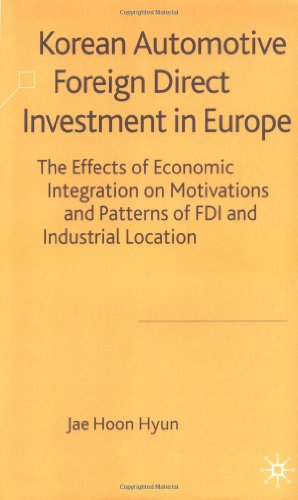 Korean Automotive
Foreign Direct
Investment in Europe
The Effects of Economic
Integration on Motivations
and Patterns of FDI and
Industrial Location
Jae Hoon Hyun